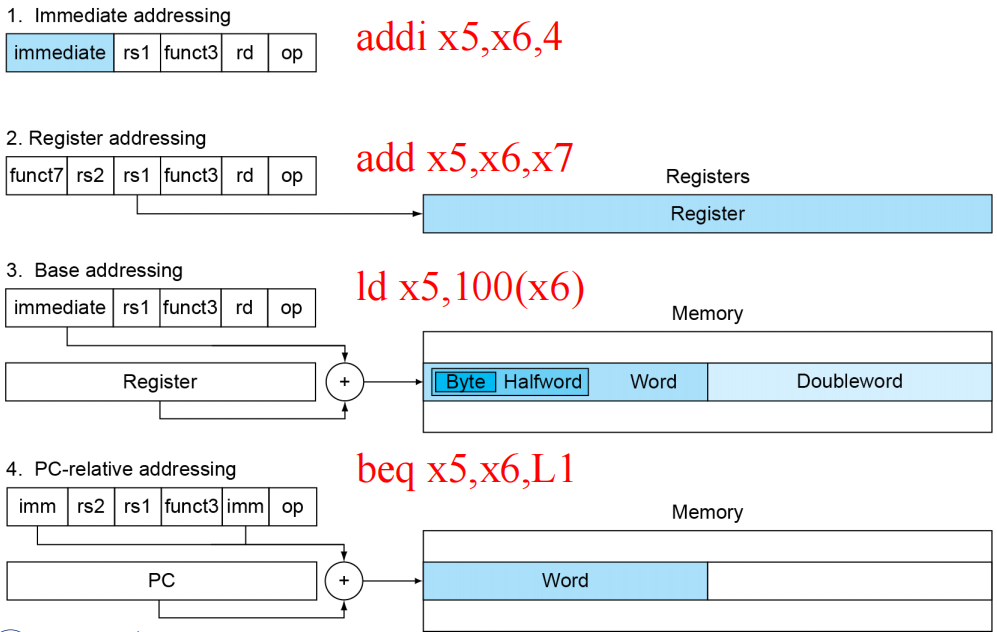 1. Immediate addressing
addi x5,x6,4
immediate rs1 funct3 rd op
2. Register addressing
add x5,x6,x7
funct7 rs2 rs1 funct3 rd op
Registers
Register
3. Base addressing
ld x5,100(x6)
immediate rs1 funct3 rd op
Memory
Register + Byte Halfword Word Doubleword
4. PC-relative addressing
beq x5,x6,L1
imm rs2 rs1 funct3 imm op
Memory
PC + Word